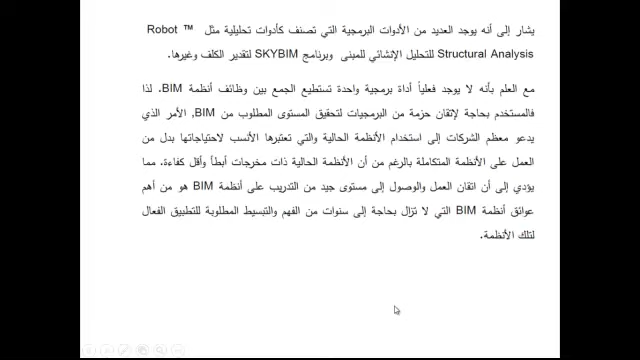 يشار إلى أنه يوجد العديد من الأدوات البرمجية التي تصنف كأدوات تحليلية مثل Robot ™
Structural Analysis للتحليل الإنشائي للمبنى وبرنامج SKYBIM لتقدير الكلف وغيرها.
مع العلم بأنه لا يوجد فعلياً أداة برمجية واحدة تستطيع الجمع بين وظائف أنظمة BIM. لذا
فالمستخدم بحاجة لإتقان حزمة من البرمجيات لتحقيق المستوى المطلوب من BIM, الأمر الذي
يدعو معظم الشركات إلى استخدام الأنظمة الحالية والتي تعتبرها الأنسب لاحتياجاتها بدل من
العمل على الأنظمة المتكاملة بالرغم من أن الأنظمة الحالية ذات مخرجات أبطأ وأقل كفاءة. مما
يؤدي إلى أن اتقان العمل والوصول إلى مستوى جيد من التدريب على أنظمة BIM هو من أهم
عوائق أنظمة BIM التي لا تزال بحاجة إلى سنوات من الفهم والتبسيط المطلوبة للتطبيق الفعال
لتلك الأنظمة.